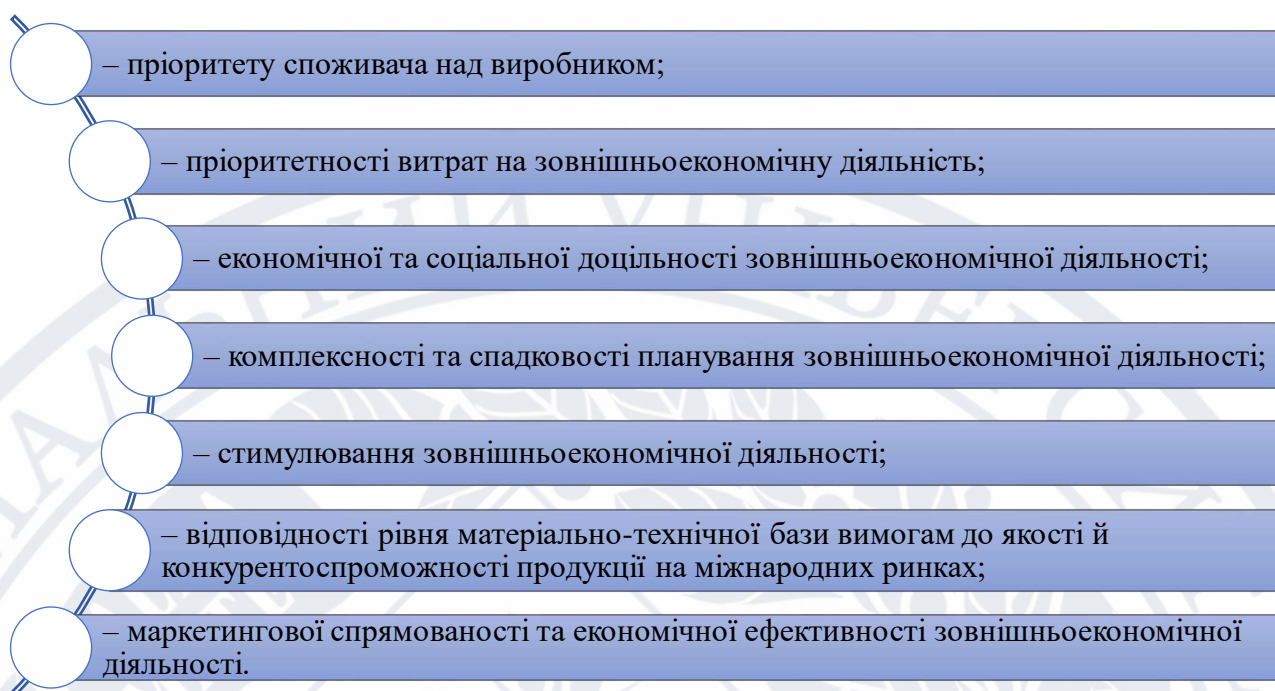 – пріоритету споживача над виробником;
– пріоритетності витрат на зовнішньоекономічну діяльність;
– економічної та соціальної доцільності зовнішньоекономічної діяльності;
– комплексності та спадковості планування зовнішньоекономічної діяльності;
– стимулювання зовнішньоекономічної діяльності;
– відповідності рівня матеріально-технічної бази вимогам до якості й
конкурентоспроможності продукції на міжнародних ринках;
– маркетингової спрямованості та економічної ефективності зовнішньоекономічної
діяльності.